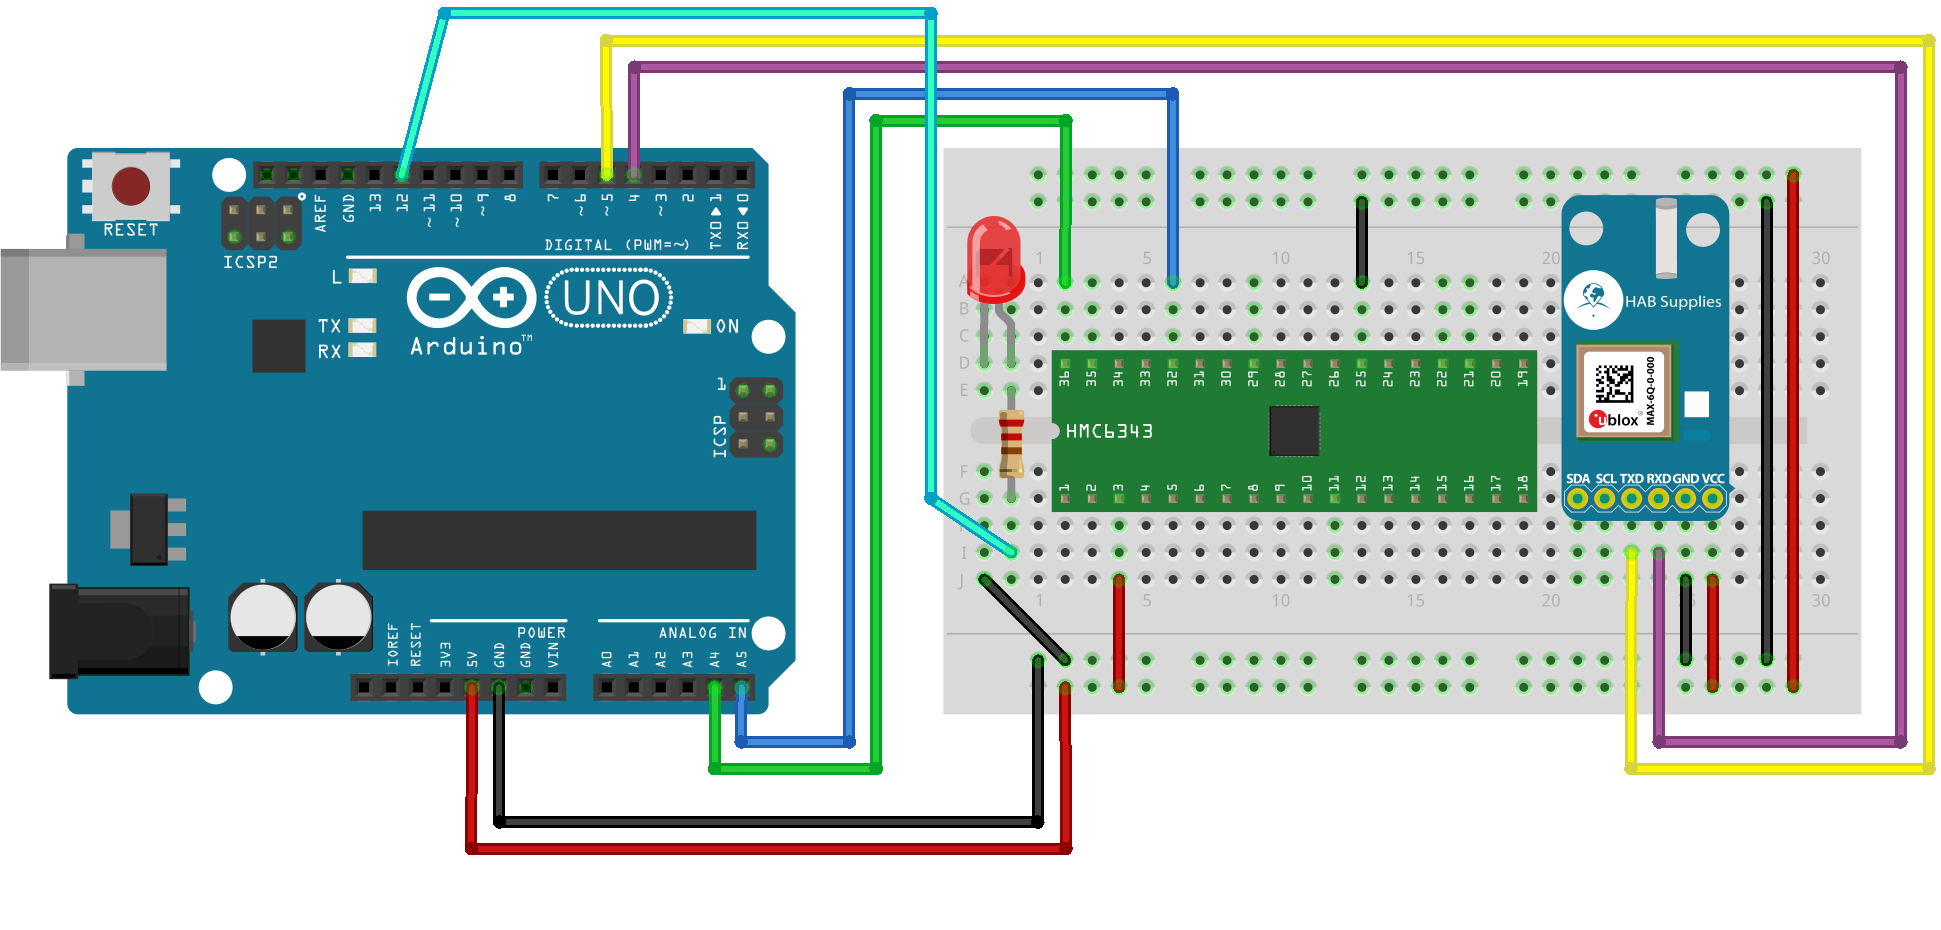 RESET
ICSP2
AREF
GND
13
12
~11
~10
~9
8
7
~6
~5
4
~3
2
TXD▶1
RXD◀0
DIGITAL (PWM=~)
L
TX
RX
UNO
Arduino™
ON
1
ICSP
IOREF
RESET
3V3
5V
GND
GND
VIN
POWER
A0
A1
A2
A3
A4
A5
ANALOG IN
1 5 10 15 20 30
A
B
C
D
E
F
G
I
J
36 35 34 33 32 31 30 29 28 27 26 25 24 23 22 21 20 19
HMC6343
1 2 3 4 5 6 7 8 9 10 11 12 13 14 15 16 17 18
HAB Supplies
ublox
MAX-6Q-0-000
SDA SCL TXD RXD GND VCC
1 5 10 15 20 25 30